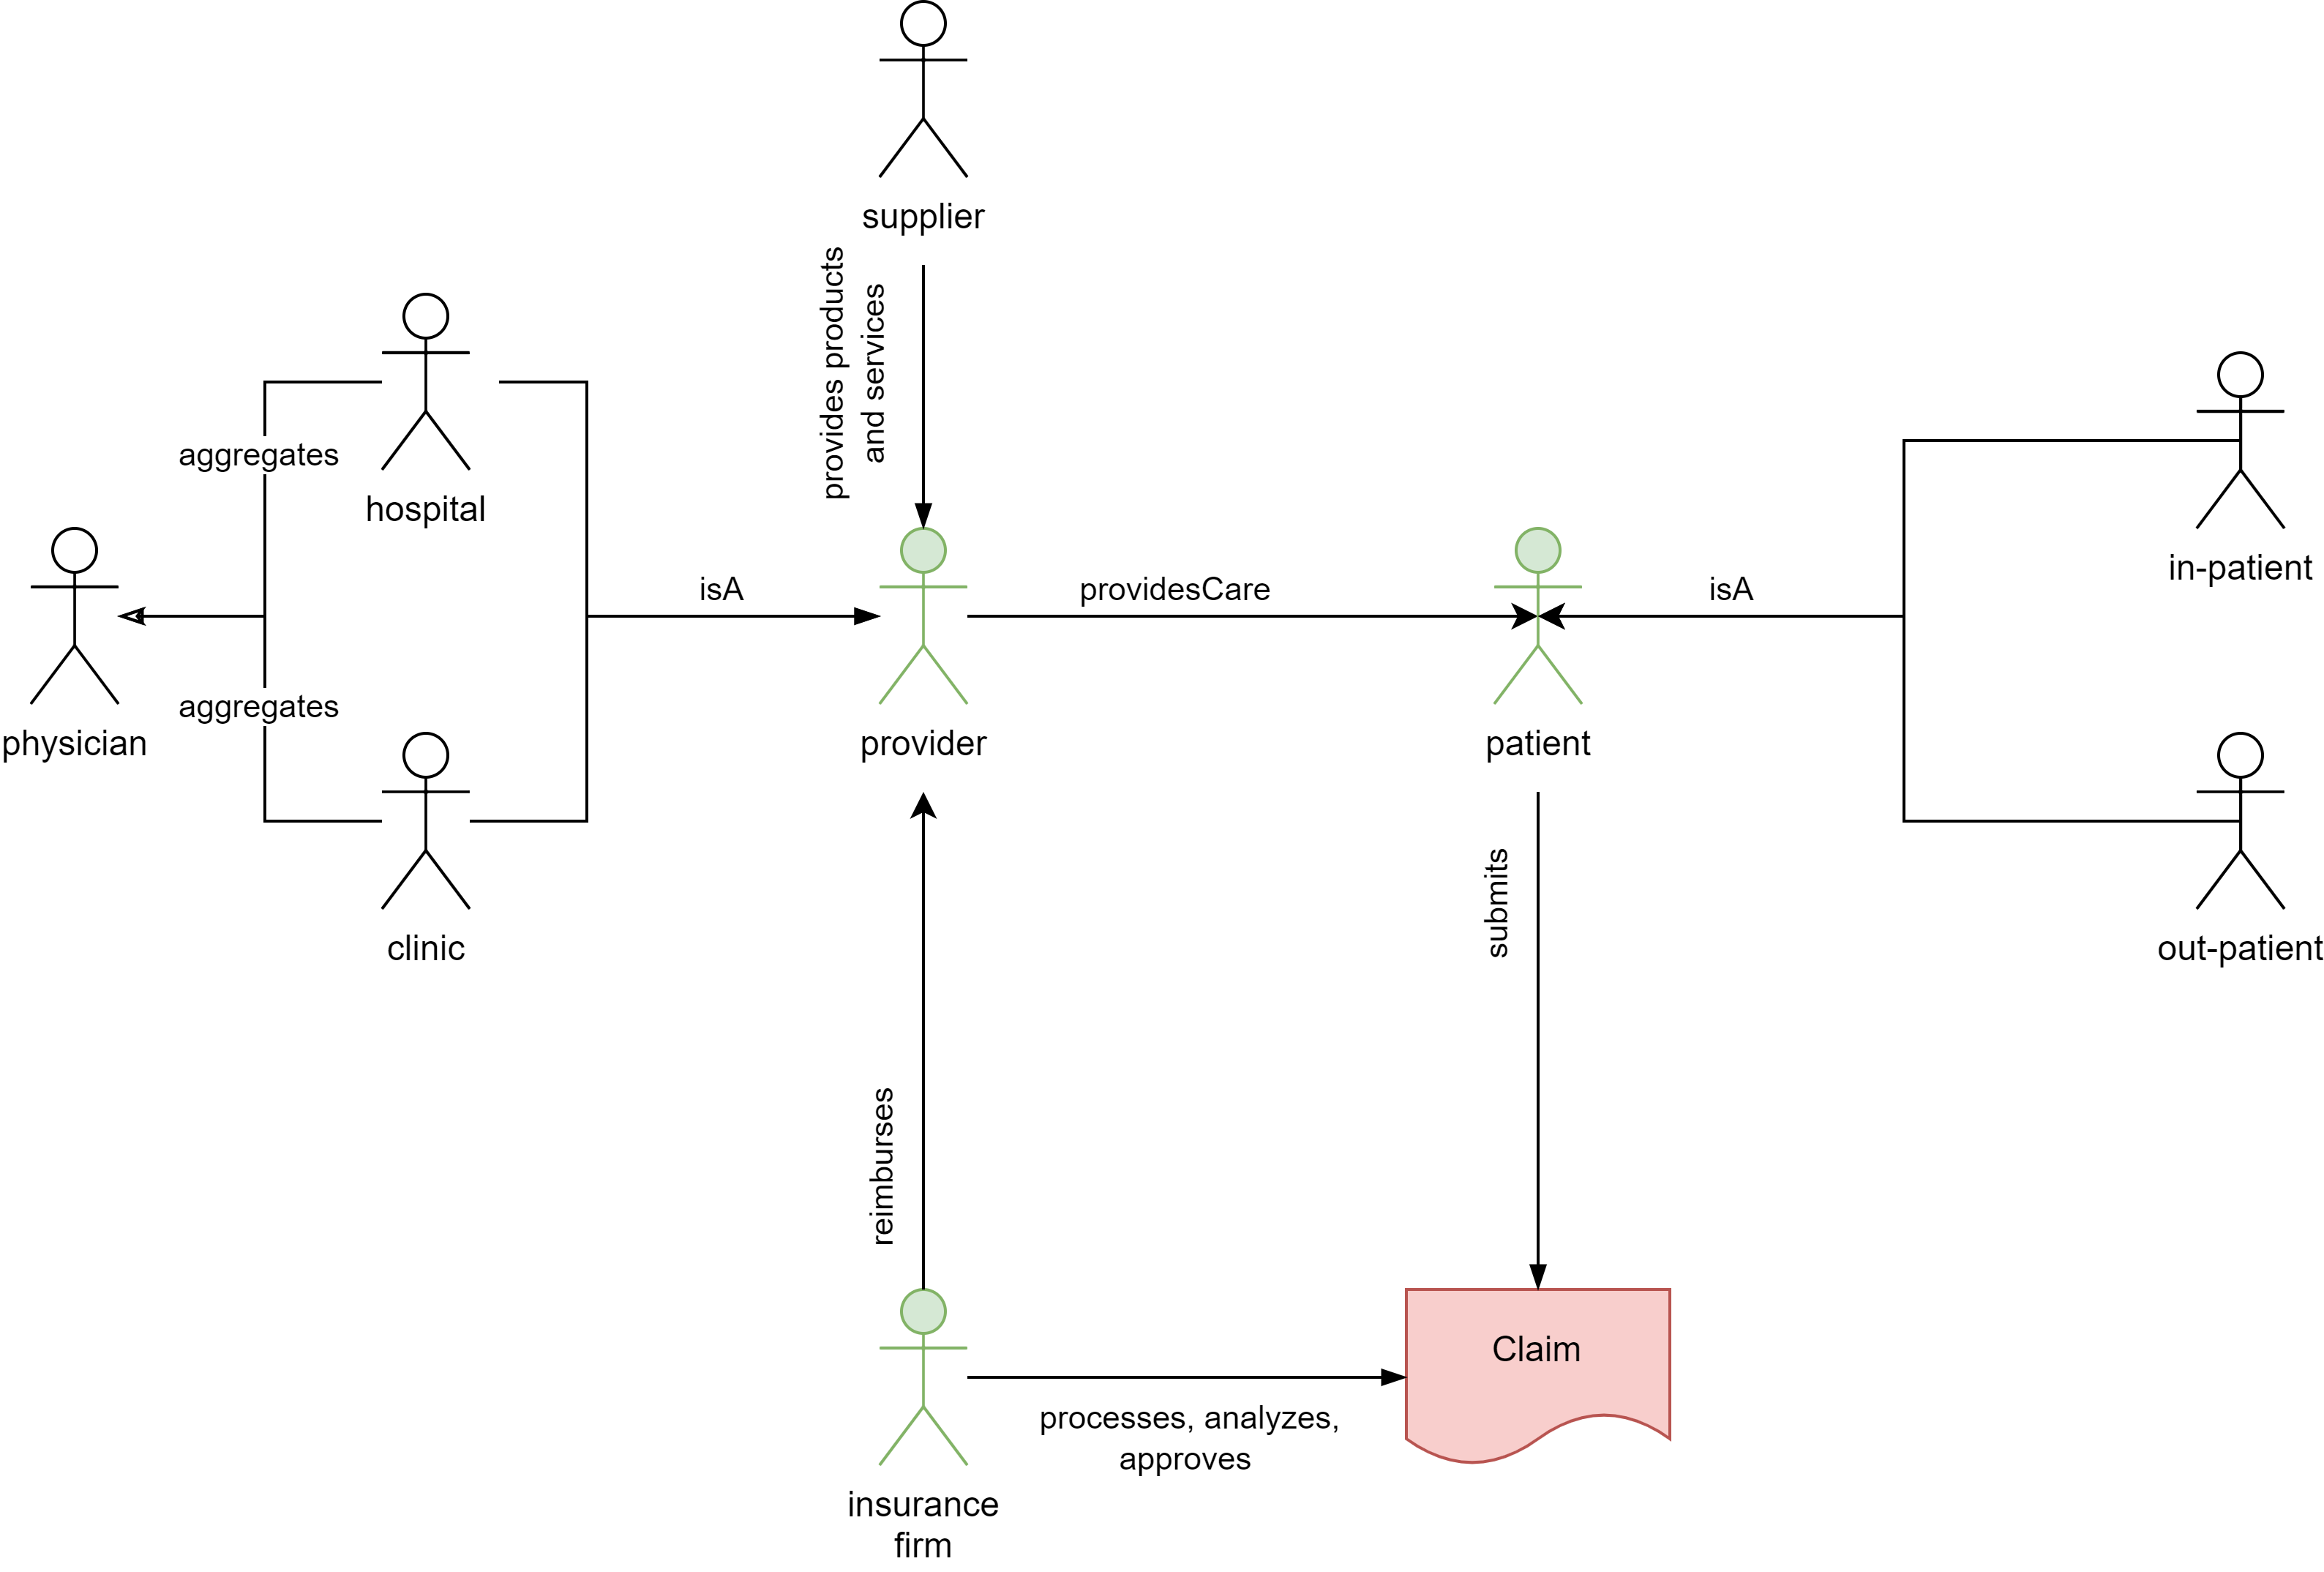 supplier
provides products
and services
hospital
aggregates
in-patient
isA
providesCare
isA
aggregates
physician
provider
patient
submits
clinic
out-patient
reimburses
Claim
processes, analyzes,
approves
insurance
firm